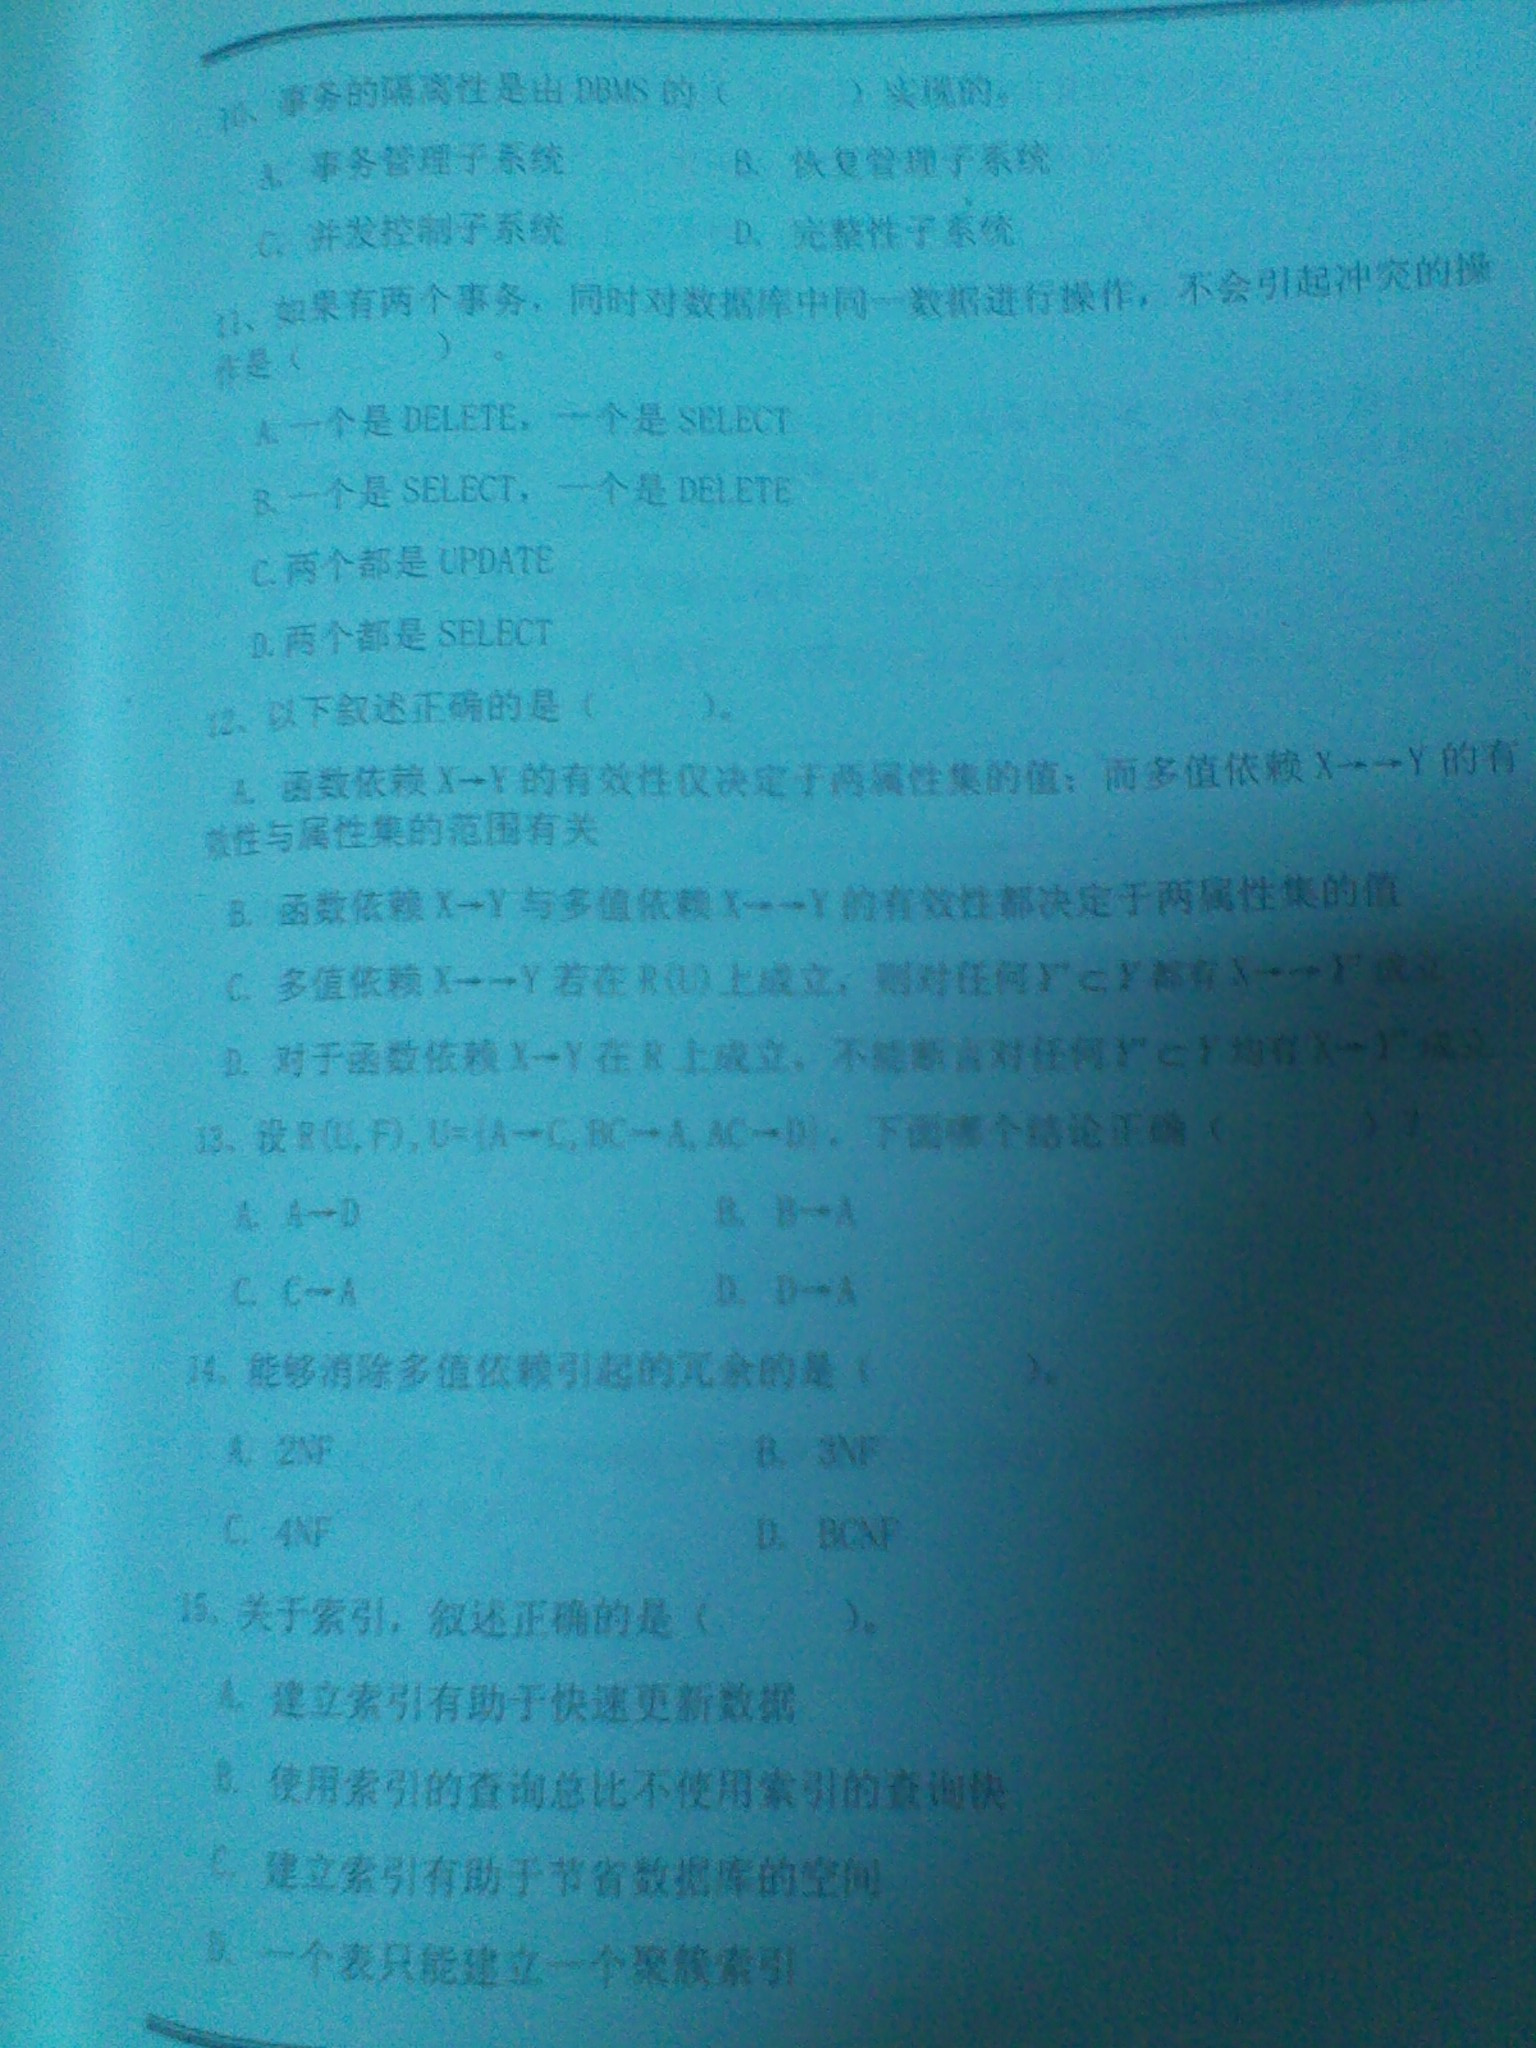 10、事务的隔离性是由 DBMS 的（　　）实现的。
A. 事务管理子系统　　B. 恢复管理子系统
C. 并发控制子系统　　D. 完整性子系统
11、如果有两个事务，同时对数据库中同一数据进行操作，不会引起冲突的操
作是（　　）。
A.一个是 DELETE，一个是 SELECT
B.一个是 SELECT，一个是 DELETE
C.两个都是 UPDATE
D.两个都是 SELECT
12、以下叙述正确的是（　　）。
A. 函数依赖 X→Y 的有效性仅决定于两属性集的值；而多值依赖 X→→Y 的有
效性与属性集的范围有关
B. 函数依赖 X→Y 与多值依赖 X→→Y 的有效性都决定于两属性集的值
C. 多值依赖 X→→Y 若在 R(U) 上成立，则对任何 Y' ⊂ Y 都有 X→→Y' 成立
D. 对于函数依赖 X→Y 在 R 上成立，不能断言对任何 Y' ⊂ Y 均有 X→Y' 成立
13、设 R(U,F),U={A→C,BC→A,AC→D}，下面哪个结论正确（　　）？
A. A→D　　B. B→A
C. C→A　　D. D→A
14、能够消除多值依赖引起的冗余的是（　　）。
A. 2NF　　B. 3NF
C. 4NF　　D. BCNF
15、关于索引，叙述正确的是（　　）。
A. 建立索引有助于快速更新数据
B. 使用索引的查询总比不使用索引的查询快
C. 建立索引有助于节省数据库的空间
D. 一个表只能建立一个聚簇索引